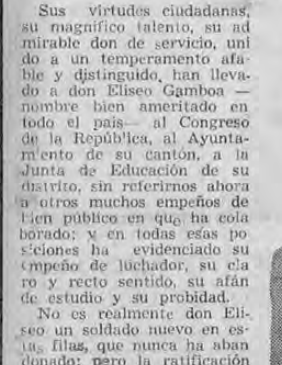 Sus virtudes ciudadanas,
su magnífico talento, su ad
mirable don de servicio, uni
do a un temperamento afa-
ble y distinguido, han lleva-
do a don Eliseo Gamboa —
nombre bien ameritado en
todo el país— al Congreso
de la República, al Ayunta-
miento de su cantón, a la
Junta de Educación de su
distrito, sin referirnos ahora
a otros muchos empeños de
bien público en que ha cola
borado; y en todas esas po
siciones ha evidenciado su
empeño de luchador, su cla
ro y recto sentido, su afán
de estudio y su probidad.
No es realmente don Eli-
seo un soldado nuevo en es-
tas filas, que nunca ha aban
donado; pero la ratificación